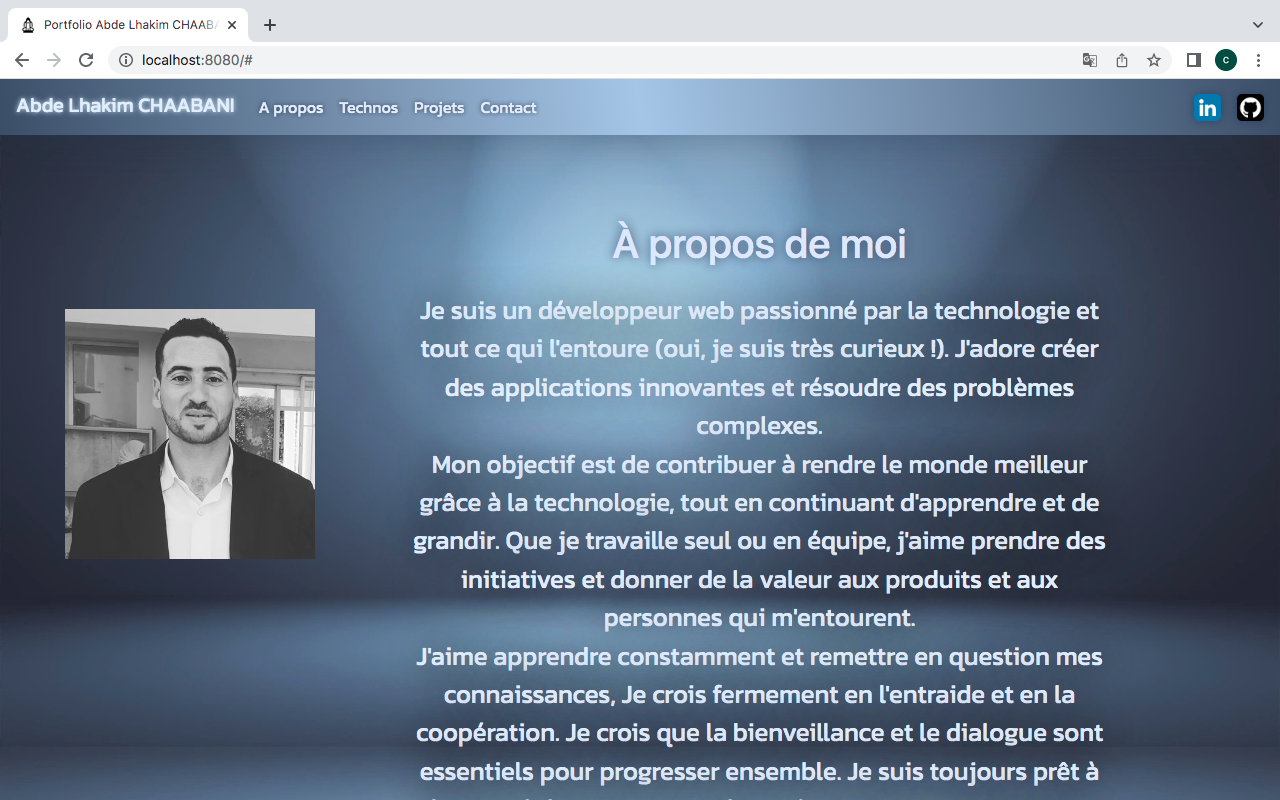 Portfolio Abde Lhakim CHAABA
localhost:8080/#
C
Abde Lhakim CHAABANI
A propos
Technos
Projets
Contact
in
À propos de moi
Je suis un développeur web passionné par la technologie et
tout ce qui l'entoure (oui, je suis très curieux !). J'adore créer
des applications innovantes et résoudre des problèmes
complexes.
Mon objectif est de contribuer à rendre le monde meilleur
grâce à la technologie, tout en continuant d'apprendre et de
grandir. Que je travaille seul ou en équipe, j'aime prendre des
initiatives et donner de la valeur aux produits et aux
personnes qui m'entourent.
J'aime apprendre constamment et remettre en question mes
connaissances, Je crois fermement en l'entraide et en la
coopération. Je crois que la bienveillance et le dialogue sont
essentiels pour progresser ensemble. Je suis toujours prêt à